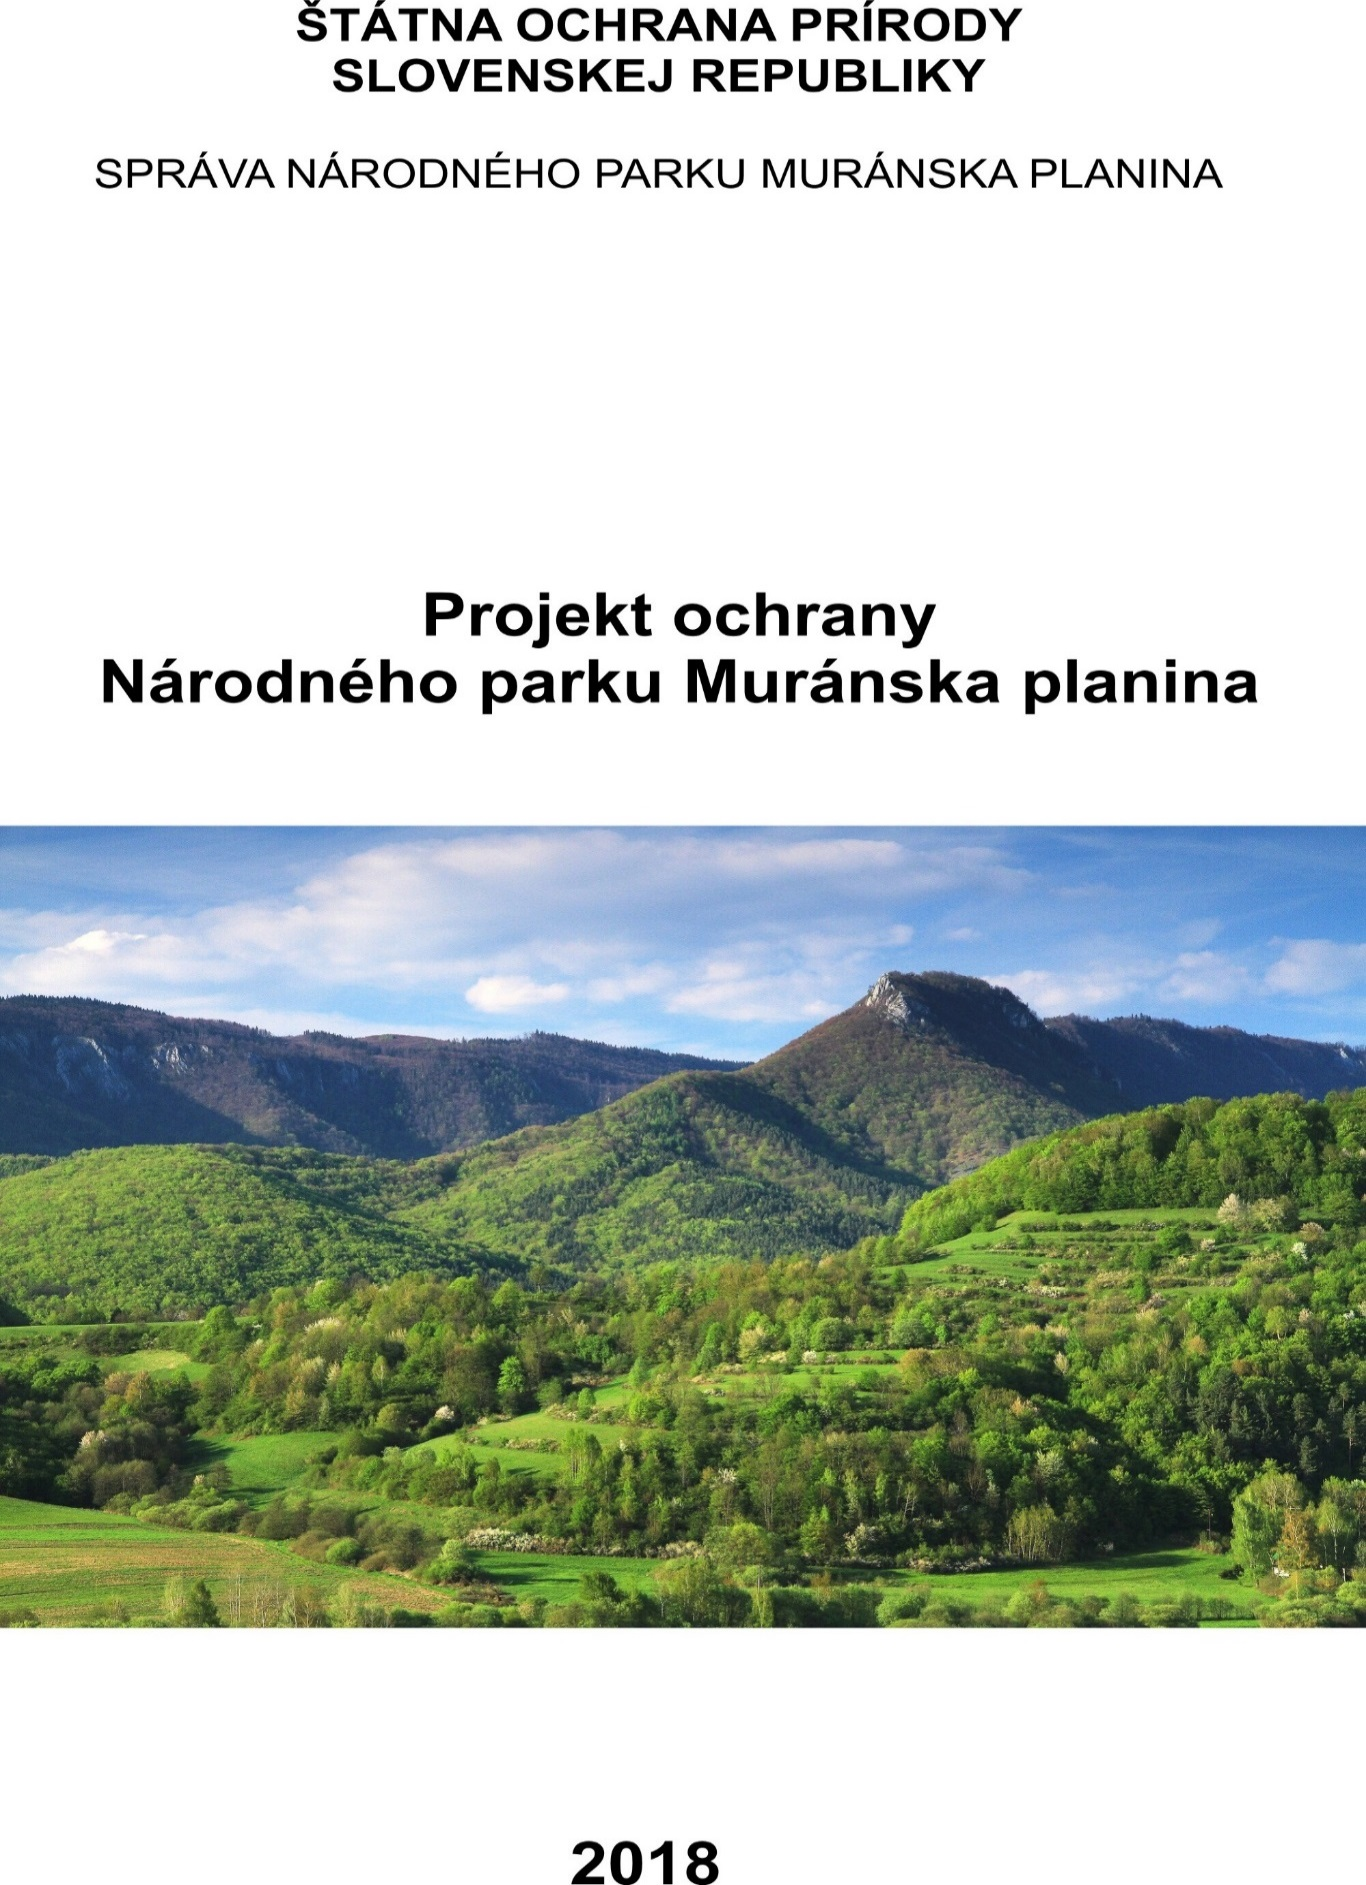 ŠTÁTNA OCHRANA PRÍRODY
SLOVENSKEJ REPUBLIKY
SPRÁVA NÁRODNÉHO PARKU MURÁNSKA PLANINA
Projekt ochrany
Národného parku Muránska planina
2018